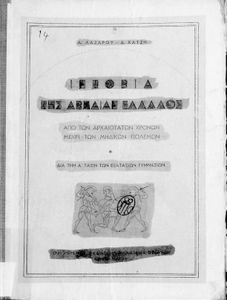 14
Α. ΛΑΖΑΡΟΥ - Δ. ΧΑΤΖΗ
ΙΣΤΟΡΙΑ
ΤΗΣ ΑΡΧΑΙΑΣ ΕΛΛΑΔΟΣ
ΑΠΟ ΤΩΝ ΑΡΧΑΙΟΤΑΤΩΝ ΧΡΟΝΩΝ
ΜΕΧΡΙ ΤΩΝ ΜΗΔΙΚΩΝ ΠΟΛΕΜΩΝ
ΔΙΑ ΤΗΝ Α΄ ΤΑΞΙΝ ΤΩΝ ΕΞΑΤΑΞΙΩΝ ΓΥΜΝΑΣΙΩΝ